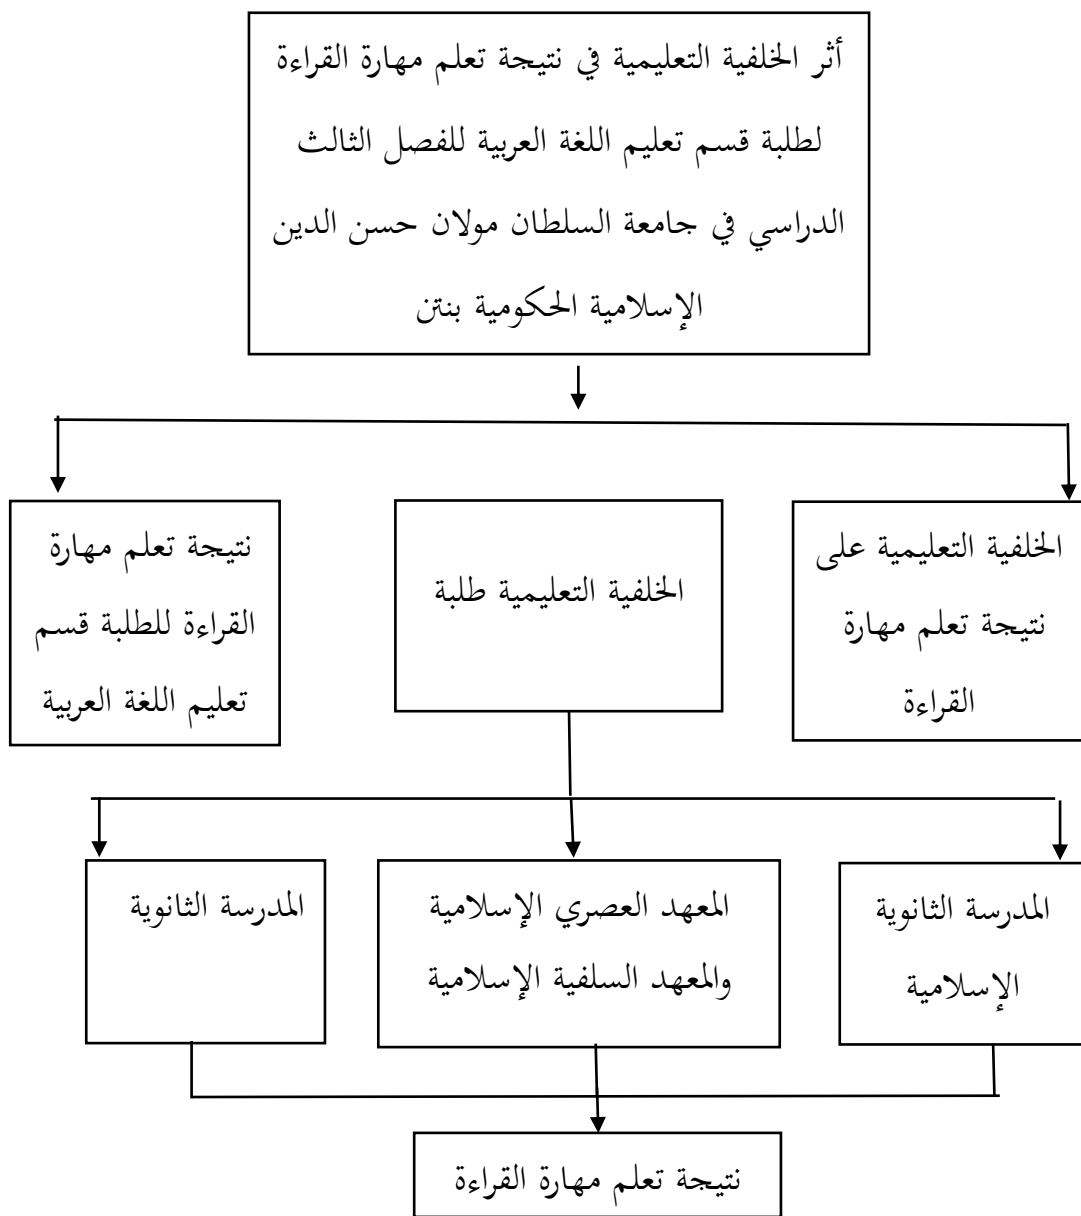 أثر الخلفية التعليمية في نتيجة تعلم مهارة القراءة
لطلبة قسم تعليم اللغة العربية للفصل الثالث
الدراسي في جامعة السلطان مولان حسن الدين
الإسلامية الحكومية بنتن
الخلفية التعليمية على
نتيجة تعلم مهارة
القراءة
الخلفية التعليمية طلبة
نتيجة تعلم مهارة
القراءة للطلبة قسم
تعليم اللغة العربية
المدرسة الثانوية
الإسلامية
المعهد العصري الإسلامية
والمعهد السلفية الإسلامية
المدرسة الثانوية
نتيجة تعلم مهارة القراءة